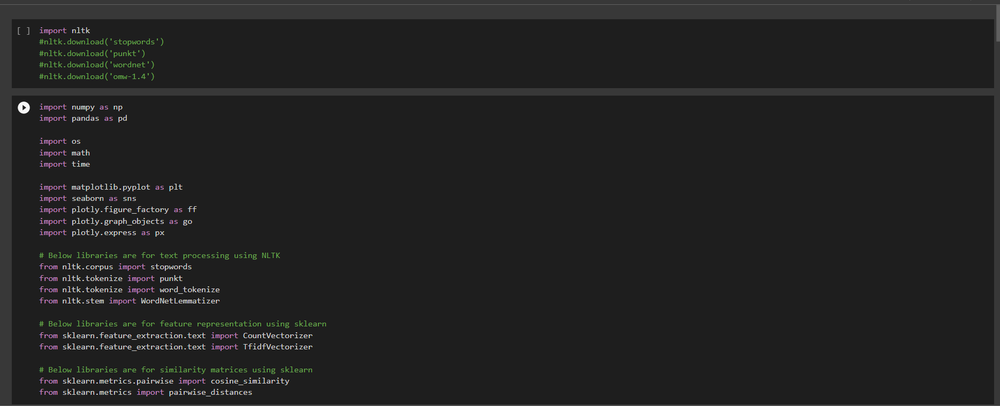 [ ] import nltk
#nltk.download('stopwords')
#nltk.download('punkt')
#nltk.download('wordnet')
#nltk.download('omw-1.4')
import numpy as np
import pandas as pd
import os
import math
import time
import matplotlib.pyplot as plt
import seaborn as sns
import plotly.figure_factory as ff
import plotly.graph_objects as go
import plotly.express as px
# Below libraries are for text processing using NLTK
from nltk.corpus import stopwords
from nltk.tokenize import punkt
from nltk.tokenize import word_tokenize
from nltk.stem import WordNetLemmatizer
# Below libraries are for feature representation using sklearn
from sklearn.feature_extraction.text import CountVectorizer
from sklearn.feature_extraction.text import TfidfVectorizer
# Below libraries are for similarity matrices using sklearn
from sklearn.metrics.pairwise import cosine_similarity
from sklearn.metrics import pairwise_distances